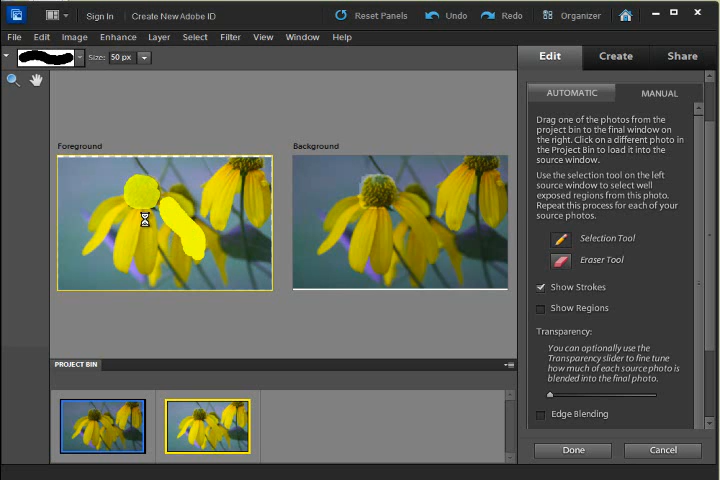 Sign In
Create New Adobe ID
Reset Panels
Undo
Redo
Organizer
File Edit Image Enhance Layer Select Filter View Window Help
Size: 50 px
Edit Create Share
AUTOMATIC MANUAL
Drag one of the photos from the
project bin to the final window on
the right. Click on a different photo in
the Project Bin to load it into the
source window.
Use the selection tool on the left
source window to select well
exposed regions from this photo.
Repeat this process for each of your
source photos.
Selection Tool
Eraser Tool
Show Strokes
Show Regions
Transparency:
You can optionally use the
Transparency slider to fine tune
how much of each source photo is
blended into the final photo.
Edge Blending
Done Cancel
Foreground
Background
PROJECT BIN